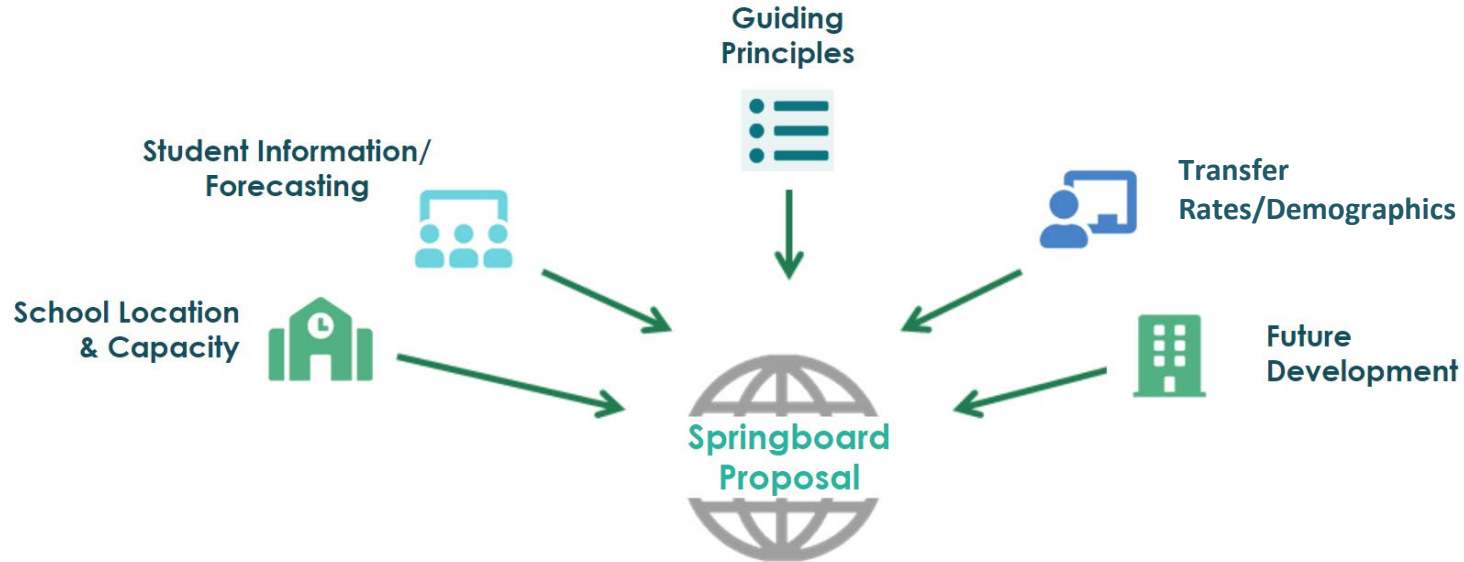 Guiding
Principles
Student Information/
Forecasting
Transfer
Rates/Demographics
School Location
& Capacity
Future
Development
Springboard
Proposal